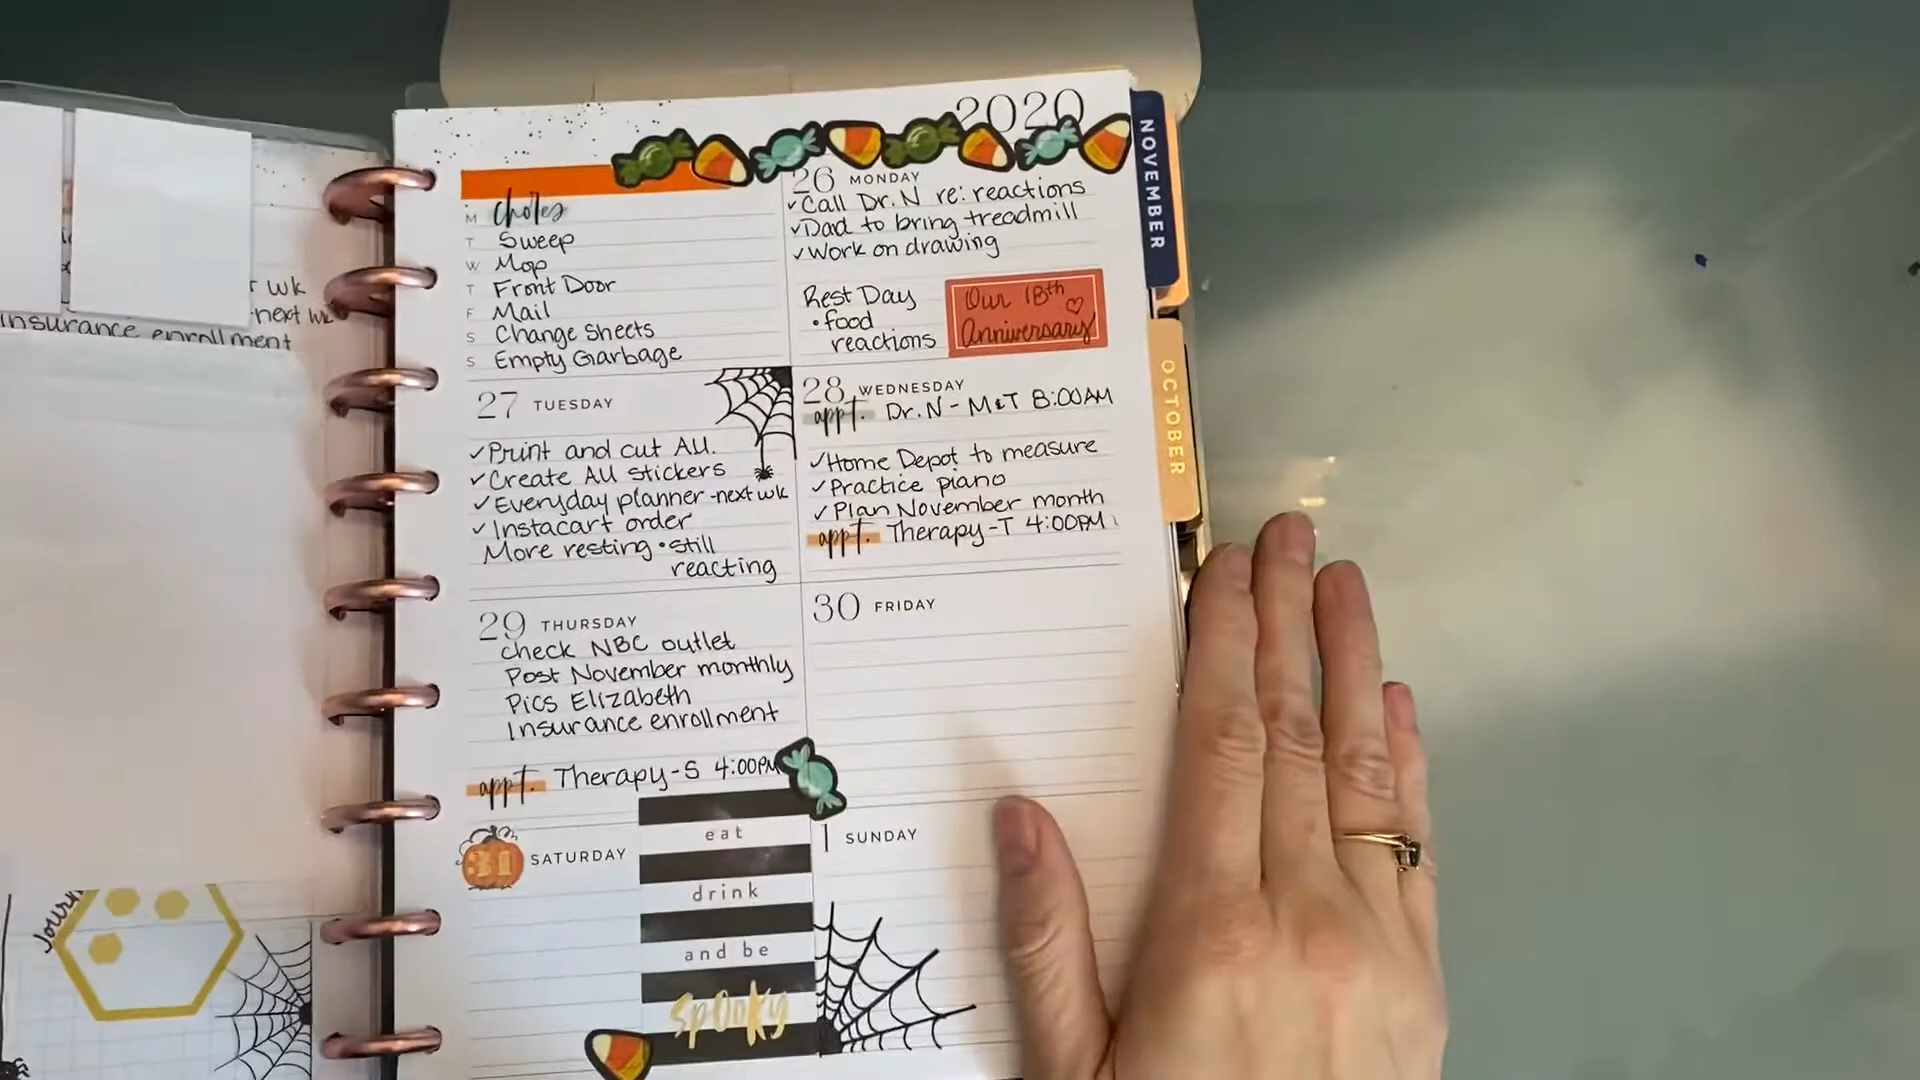 r wk
-next wk
insurance enrollment
Journ
2020
M Chores
T Sweep
W Mop
T Front Door
F Mail
S Change Sheets
S Empty Garbage
26 MONDAY
✓Call Dr. N re: reactions
✓Dad to bring treadmill
✓Work on drawing
Rest Day
•food
reactions
Our 18th
Anniversary
27 TUESDAY
✓Print and cut AU.
✓Create AU stickers
✓Everyday planner-next wk
✓Instacart order
More resting •still
reacting
28 WEDNESDAY
appt. Dr. N - M&T 8:00AM
✓Home Depot to measure
✓Practice piano
✓Plan November month
appt. Therapy-T 4:00PM
29 THURSDAY
check NBC outlet
Post November monthly
Pics Elizabeth
Insurance enrollment
appt. Therapy-S 4:00PM
30 FRIDAY
31 SATURDAY
eat
drink
and be
spooky
1 SUNDAY
NOVEMBER
OCTOBER